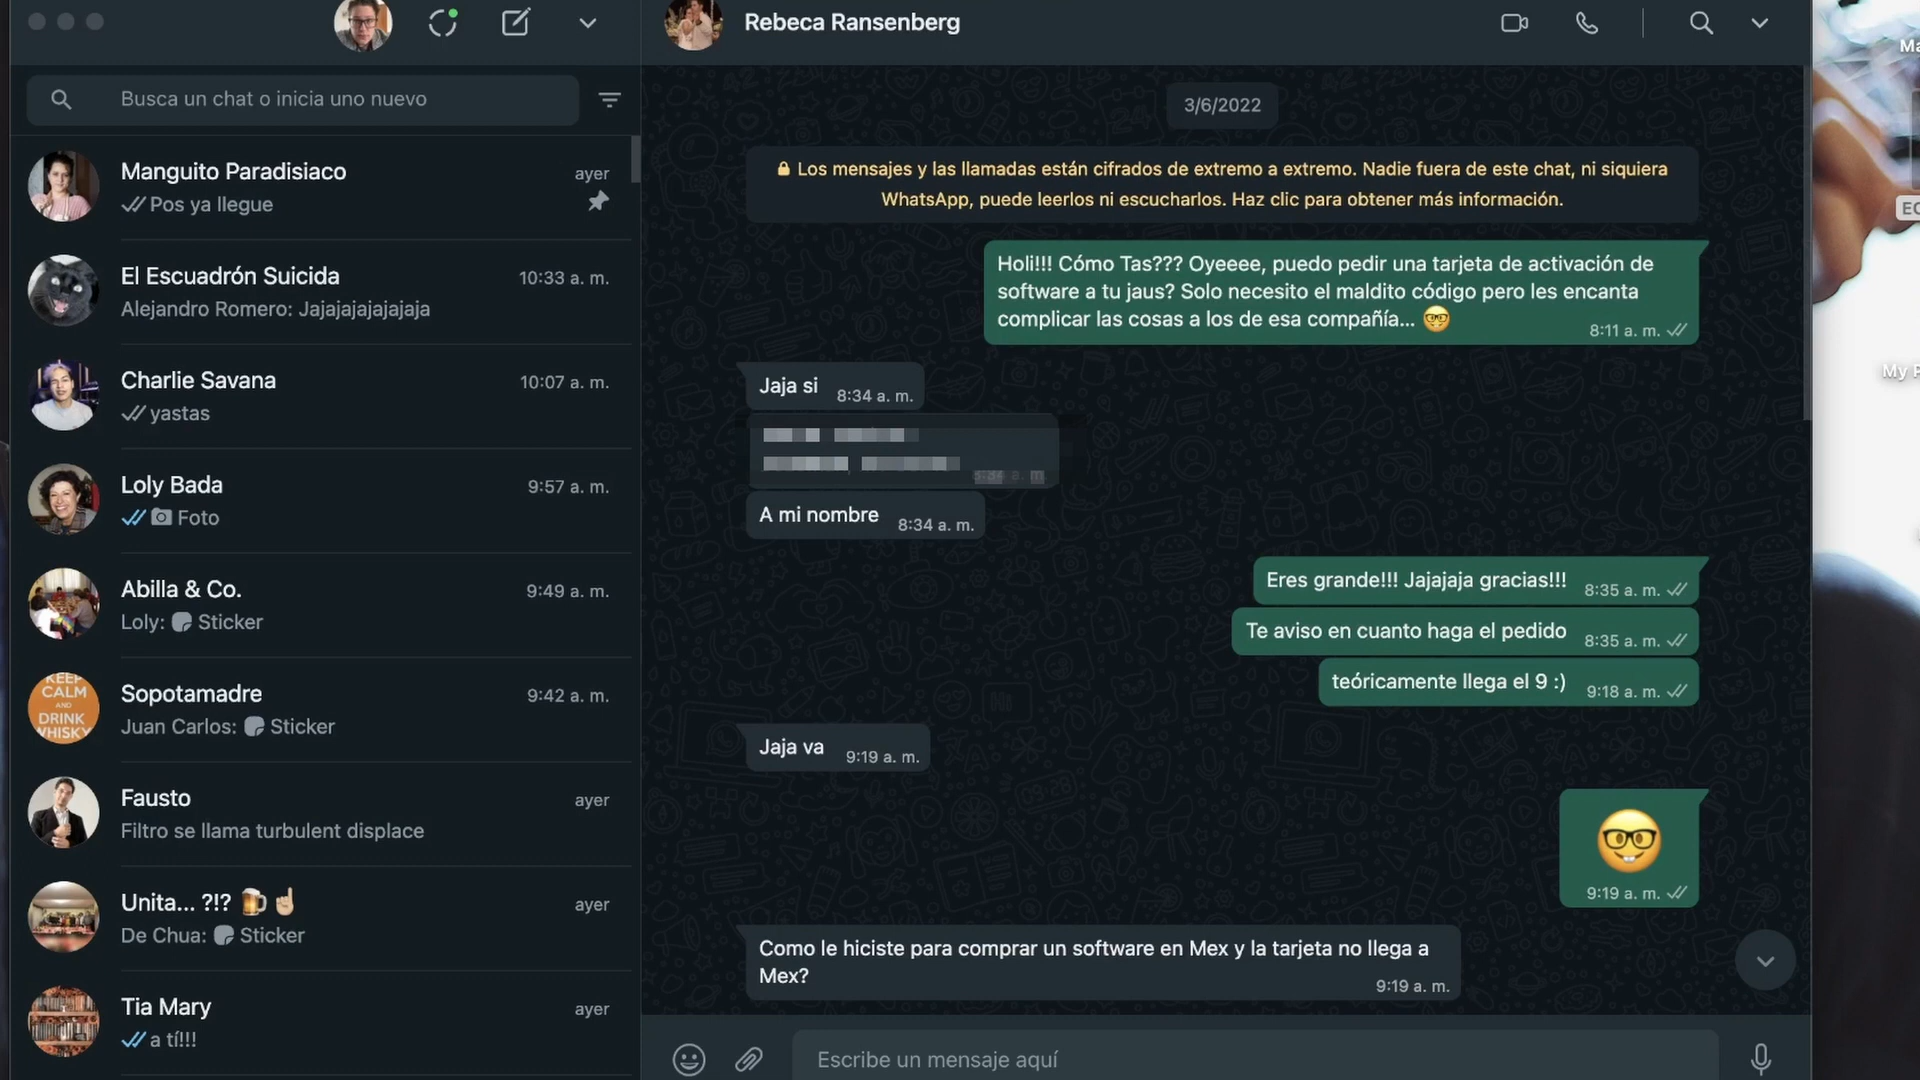 Busca un chat o inicia uno nuevo
Manguito Paradisiaco
ayer
Pos ya llegue
El Escuadrón Suicida
10:33 a. m.
Alejandro Romero: Jajajajajajaja
Charlie Savana
10:07 a. m.
yastas
Loly Bada
9:57 a. m.
Foto
Abilla & Co.
9:49 a. m.
Loly: Sticker
KEEP
CALM
AND
DRINK
WHISKY
Sopotamadre
9:42 a. m.
Juan Carlos: Sticker
Fausto
ayer
Filtro se llama turbulent displace
Unita... ?!? 🍺☝🏼
ayer
De Chua: Sticker
Tia Mary
ayer
a tí!!!
Rebeca Ransenberg
3/6/2022
Los mensajes y las llamadas están cifrados de extremo a extremo. Nadie fuera de este chat, ni siquiera
WhatsApp, puede leerlos ni escucharlos. Haz clic para obtener más información.
Holi!!! Cómo Tas??? Oyeeee, puedo pedir una tarjeta de activación de
software a tu jaus? Solo necesito el maldito código pero les encanta
complicar las cosas a los de esa compañía... 🤓
8:11 a. m.
Jaja si
8:34 a. m.
A mi nombre
8:34 a. m.
Eres grande!!! Jajajaja gracias!!!
8:35 a. m.
Te aviso en cuanto haga el pedido
8:35 a. m.
teóricamente llega el 9 :)
9:18 a. m.
Jaja va
9:19 a. m.
🤓
9:19 a. m.
Como le hiciste para comprar un software en Mex y la tarjeta no llega a
Mex?
9:19 a. m.
Escribe un mensaje aquí
Ma
EC
My P